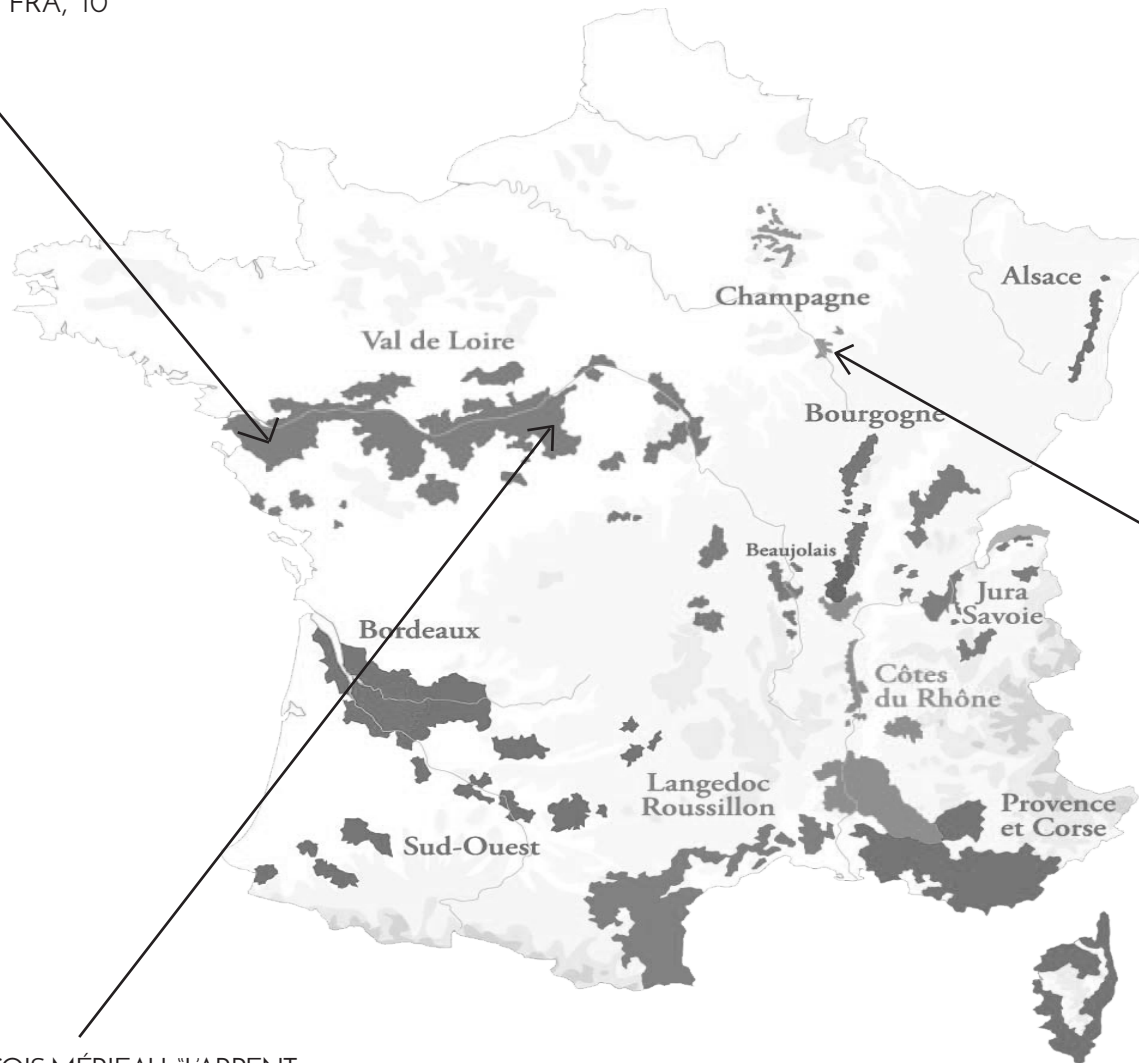 FRA, '10
Champagne
Alsace
Val de Loire
Bourgogne
Beaujolais
Jura
Savoie
Bordeaux
Côtes
du Rhône
Langedoc
Roussillon
Provence
et Corse
Sud-Ouest